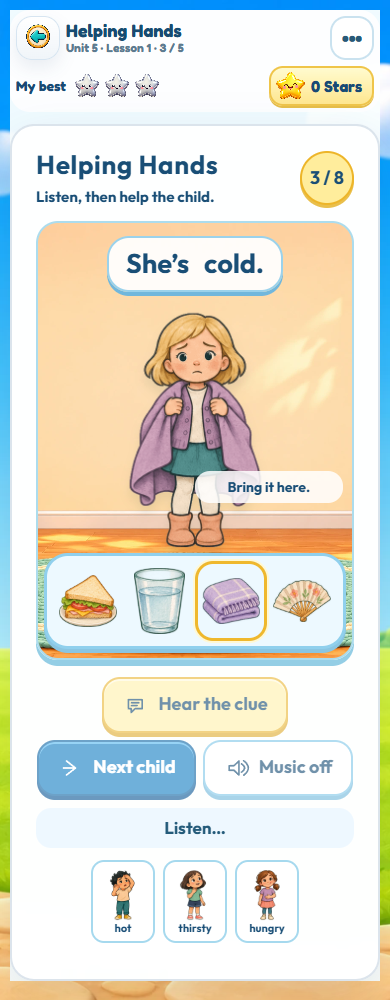 Helping Hands
Unit 5 · Lesson 1 · 3 / 5
My best
0 Stars
Helping Hands
Listen, then help the child.
3 / 8
She's cold.
Bring it here.
Hear the clue
Next child
Music off
Listen...
hot
thirsty
hungry